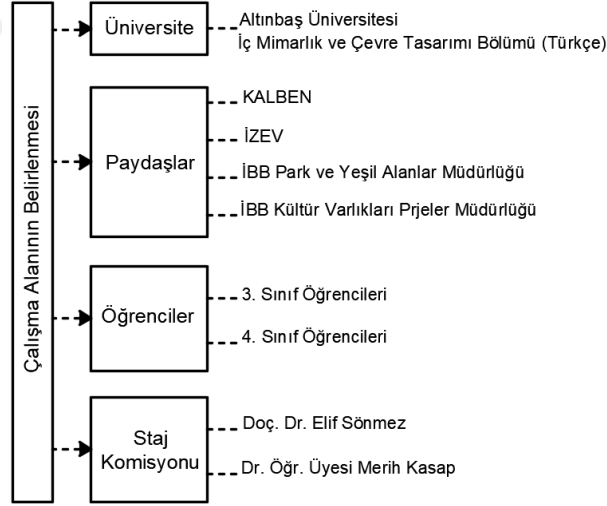 Çalışma Alanının Belirlenmesi
Üniversite
Altınbaş Üniversitesi
İç Mimarlık ve Çevre Tasarımı Bölümü (Türkçe)
Paydaşlar
KALBEN
İZEV
İBB Park ve Yeşil Alanlar Müdürlüğü
İBB Kültür Varlıkları Prjeler Müdürlüğü
Öğrenciler
3. Sınıf Öğrencileri
4. Sınıf Öğrencileri
Staj
Komisyonu
Doç. Dr. Elif Sönmez
Dr. Öğr. Üyesi Merih Kasap